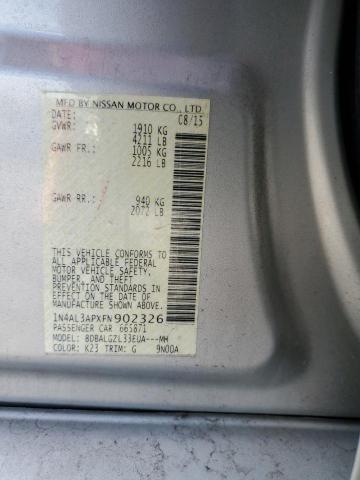 MFD BY NISSAN MOTOR CO., LTD.
DATE: 08/15
GVWR: 1910 KG
4211 LB
GAWR FR.: 1005 KG
2216 LB
GAWR RR.: 940 KG
2072 LB
THIS VEHICLE CONFORMS TO ALL
APPLICABLE FEDERAL
MOTOR VEHICLE SAFETY,
BUMPER, AND THEFT
PREVENTION STANDARDS
IN EFFECT ON THE DATE OF
MANUFACTURE SHOWN ABOVE.
1N4AL3APXFN902326
PASSENGER CAR 665871
MODEL: BDBALGZL33EUA---MH
COLOR: K23 TRIM: G 9N00A